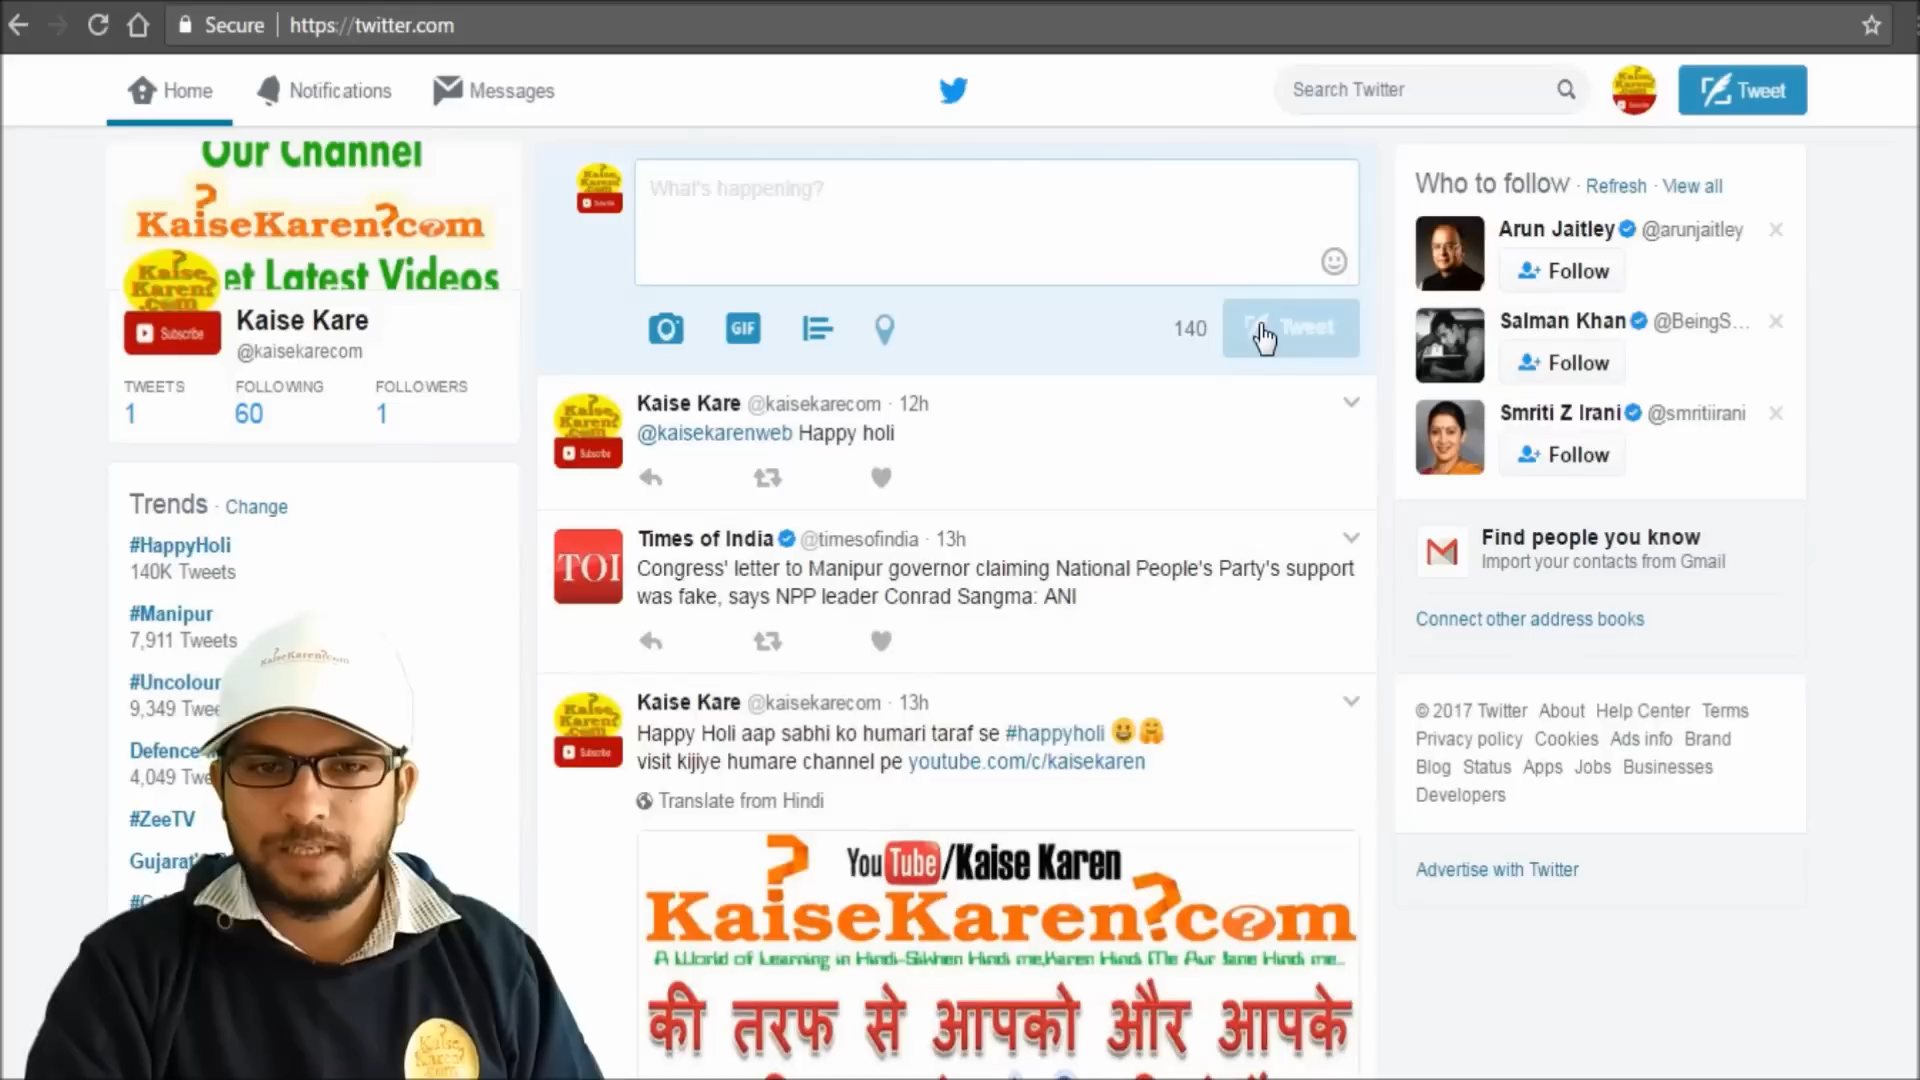 Secure https://twitter.com
Home Notifications Messages
Search Twitter
Tweet
Our Channel
KaiseKaren?com
et Latest Videos
Kaise
Karen?
.com
Subscribe
Kaise Kare
@kaisekarecom
TWEETS FOLLOWING FOLLOWERS
1 60 1
Trends · Change
#HappyHoli
140K Tweets
#Manipur
7,911 Tweets
#Uncolour
9,349 Twee
Defence
4,049 Twe
#ZeeTV
Gujarat'
KaiseKaren?com
What's happening?
GIF
140 Tweet
Kaise Kare @kaisekarecom · 12h
@kaisekarenweb Happy holi
TOI
Times of India @timesofindia · 13h
Congress' letter to Manipur governor claiming National People's Party's support
was fake, says NPP leader Conrad Sangma: ANI
Kaise Kare @kaisekarecom · 13h
Happy Holi aap sabhi ko humari taraf se #happyholi
visit kijiye humare channel pe youtube.com/c/kaisekaren
Translate from Hindi
YouTube/Kaise Karen
KaiseKaren?com
A World of Learning in Hindi-Sikhen Hindi me,Karen Hindi Me Aur Jane Hindi me...
की तरफ से आपको और आपके
Who to follow · Refresh · View all
Arun Jaitley @arunjaitley
Follow
Salman Khan @BeingS...
Follow
Smriti Z Irani @smritiirani
Follow
Find people you know
Import your contacts from Gmail
Connect other address books
© 2017 Twitter About Help Center Terms
Privacy policy Cookies Ads info Brand
Blog Status Apps Jobs Businesses
Developers
Advertise with Twitter